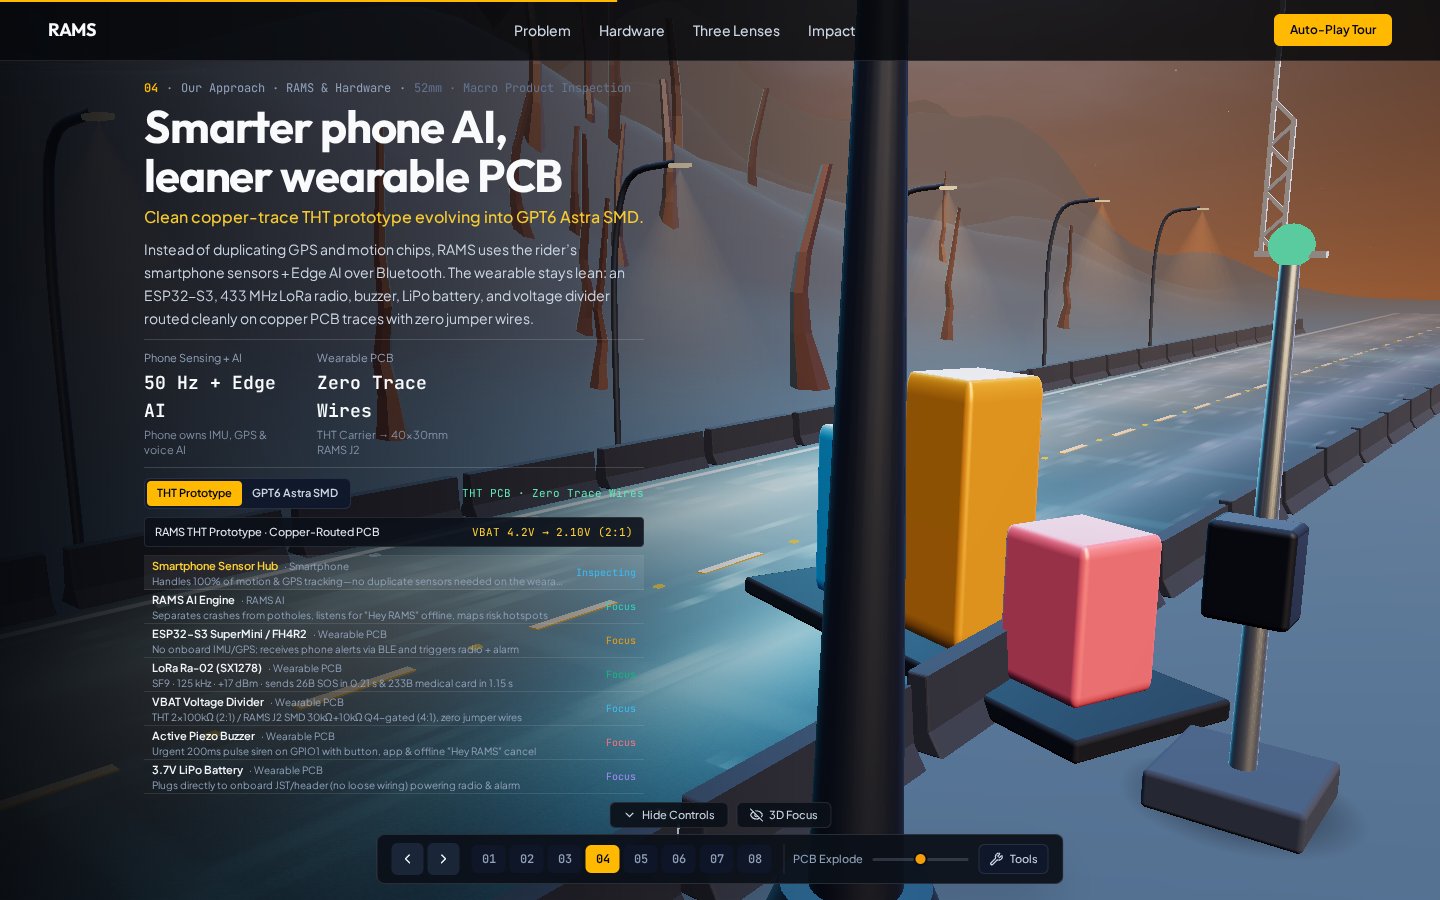 RAMS
Problem
Hardware
Three Lenses
Impact
Auto-Play Tour
04 · Our Approach · RAMS & Hardware · 52mm · Macro Product Inspection
Smarter phone AI,
leaner wearable PCB
Clean copper-trace THT prototype evolving into GPT6 Astra SMD.
Instead of duplicating GPS and motion chips, RAMS uses the rider's
smartphone sensors + Edge AI over Bluetooth. The wearable stays lean: an
ESP32-S3, 433 MHz LoRa radio, buzzer, LiPo battery, and voltage divider
routed cleanly on copper PCB traces with zero jumper wires.
Phone Sensing + AI
50 Hz + Edge
AI
Phone owns IMU, GPS &
voice AI
Wearable PCB
Zero Trace
Wires
THT Carrier → 40×30mm
RAMS J2
THT Prototype
GPT6 Astra SMD
THT PCB · Zero Trace Wires
RAMS THT Prototype · Copper-Routed PCB
VBAT 4.2V → 2.10V (2:1)
Smartphone Sensor Hub · Smartphone
Handles 100% of motion & GPS tracking—no duplicate sensors needed on the weara...
Inspecting
RAMS AI Engine · RAMS AI
Separates crashes from potholes, listens for "Hey RAMS" offline, maps risk hotspots
Focus
ESP32-S3 SuperMini / FH4R2 · Wearable PCB
No onboard IMU/GPS; receives phone alerts via BLE and triggers radio + alarm
Focus
LoRa Ra-02 (SX1278) · Wearable PCB
SF9 · 125 kHz · +17 dBm · sends 26B SOS in 0.21 s & 233B medical card in 1.15 s
Focus
VBAT Voltage Divider · Wearable PCB
THT 2×100kΩ (2:1) / RAMS J2 SMD 30kΩ+10kΩ Q4-gated (4:1), zero jumper wires
Focus
Active Piezo Buzzer · Wearable PCB
Urgent 200ms pulse siren on GPIO1 with button, app & offline "Hey RAMS" cancel
Focus
3.7V LiPo Battery · Wearable PCB
Plugs directly to onboard JST/header (no loose wiring) powering radio & alarm
Focus
Hide Controls
3D Focus
01
02
03
04
05
06
07
08
PCB Explode
Tools